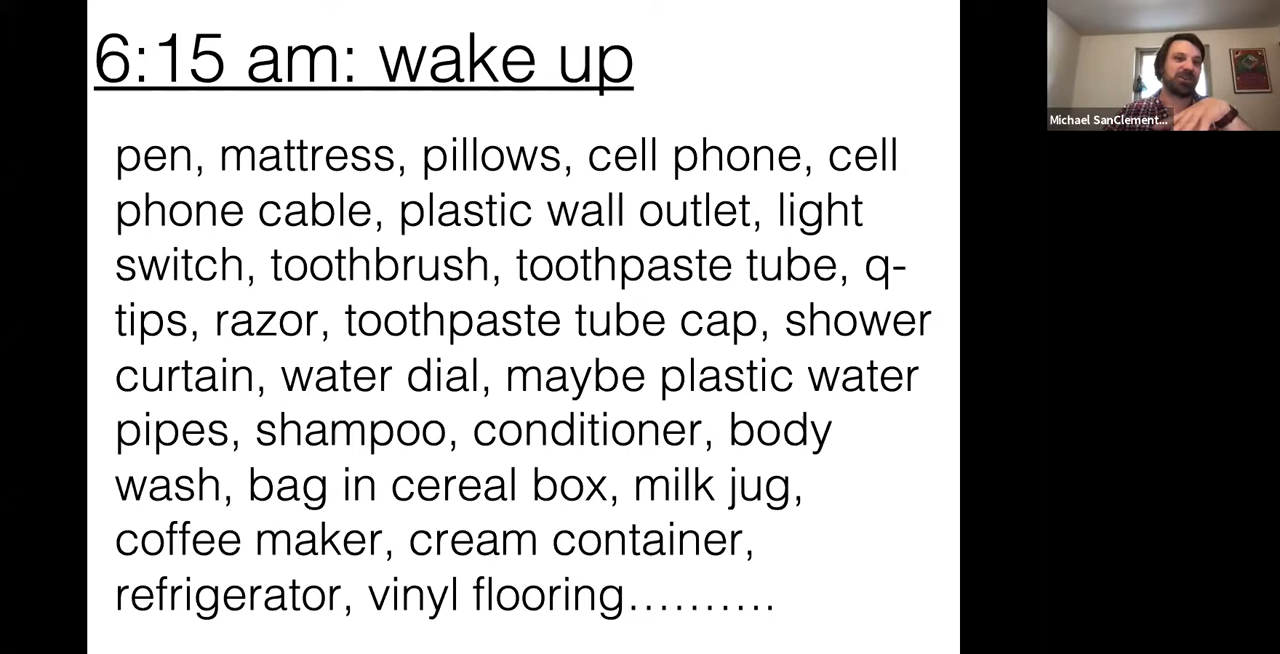 6:15 am: wake up
pen, mattress, pillows, cell phone, cell
phone cable, plastic wall outlet, light
switch, toothbrush, toothpaste tube, q-
tips, razor, toothpaste tube cap, shower
curtain, water dial, maybe plastic water
pipes, shampoo, conditioner, body
wash, bag in cereal box, milk jug,
coffee maker, cream container,
refrigerator, vinyl flooring..........
Michael SanClement...